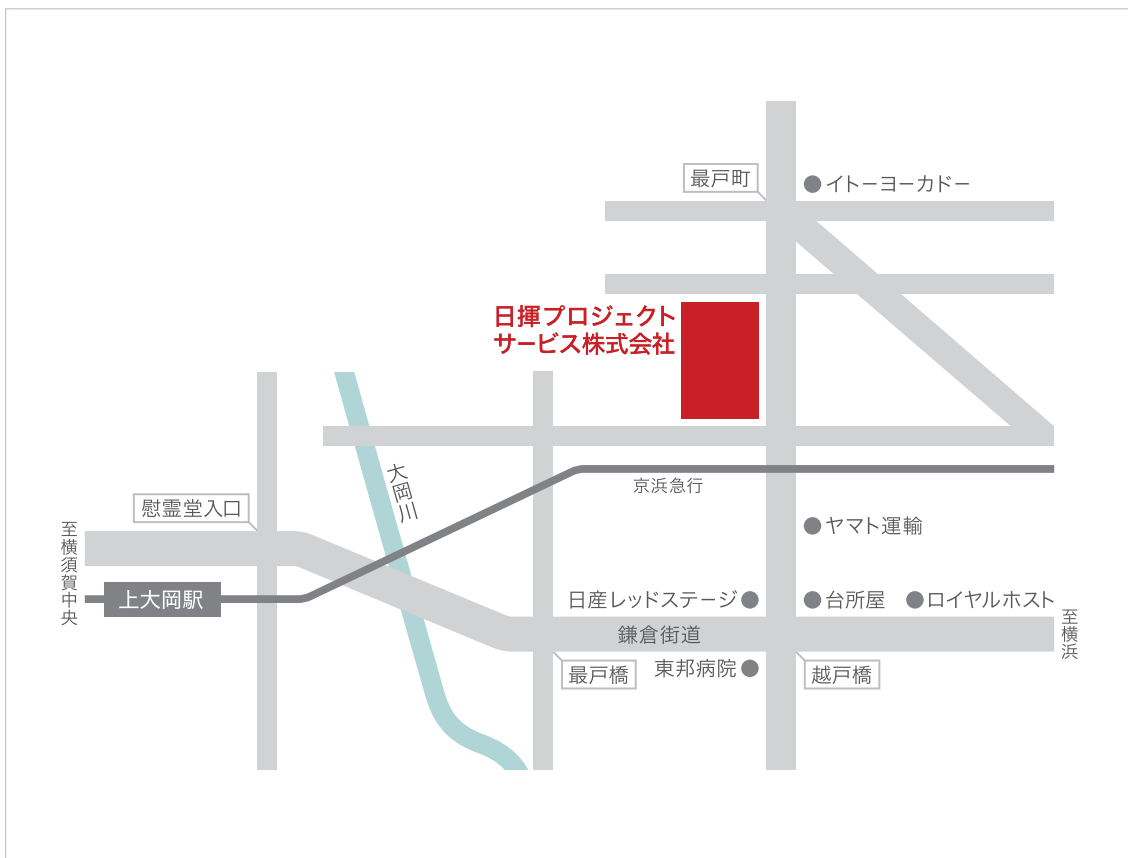 最戸町
イトーヨーカドー
日揮プロジェクト
サービス株式会社
大岡川
京浜急行
慰霊堂入口
至横須賀中央
ヤマト運輸
上大岡駅
日産レッドステージ
台所屋
ロイヤルホスト
至横浜
鎌倉街道
最戸橋
東邦病院
越戸橋